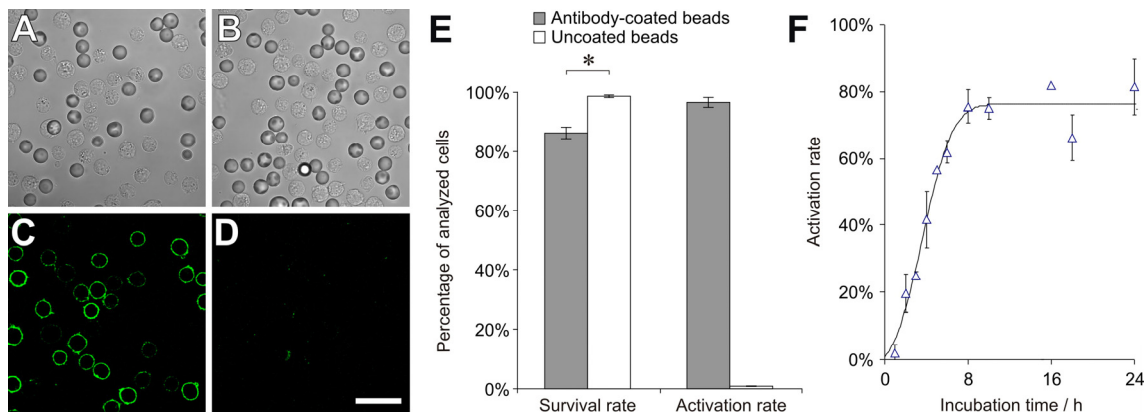 A
B
C
D
E
Antibody-coated beads
Uncoated beads
*
100%
80%
60%
40%
20%
0%
Percentage of analyzed cells
Survival rate
Activation rate
F
80%
60%
40%
20%
0%
Activation rate
0
8
16
24
Incubation time / h